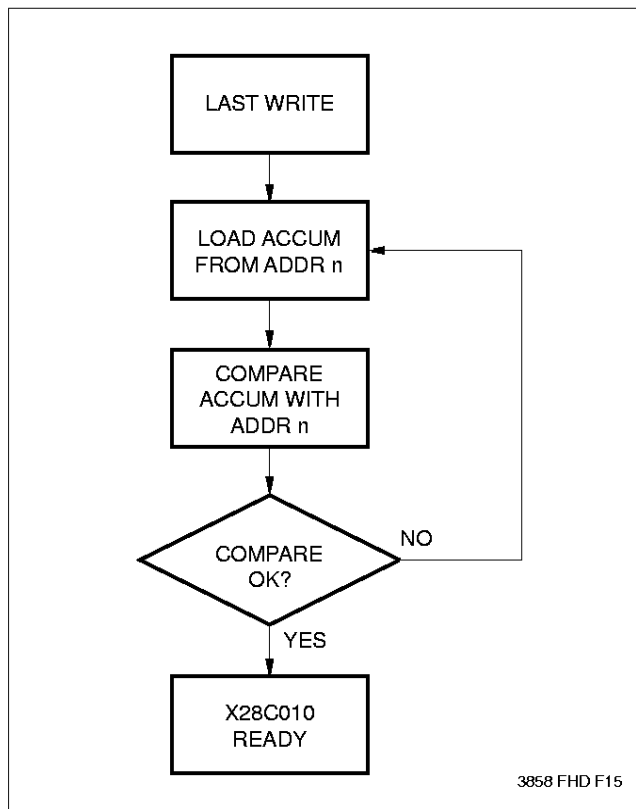 LAST WRITE
LOAD ACCUM
FROM ADDR n
COMPARE
ACCUM WITH
ADDR n
COMPARE
OK?
NO
YES
X28C010
READY
3858 FHD F15